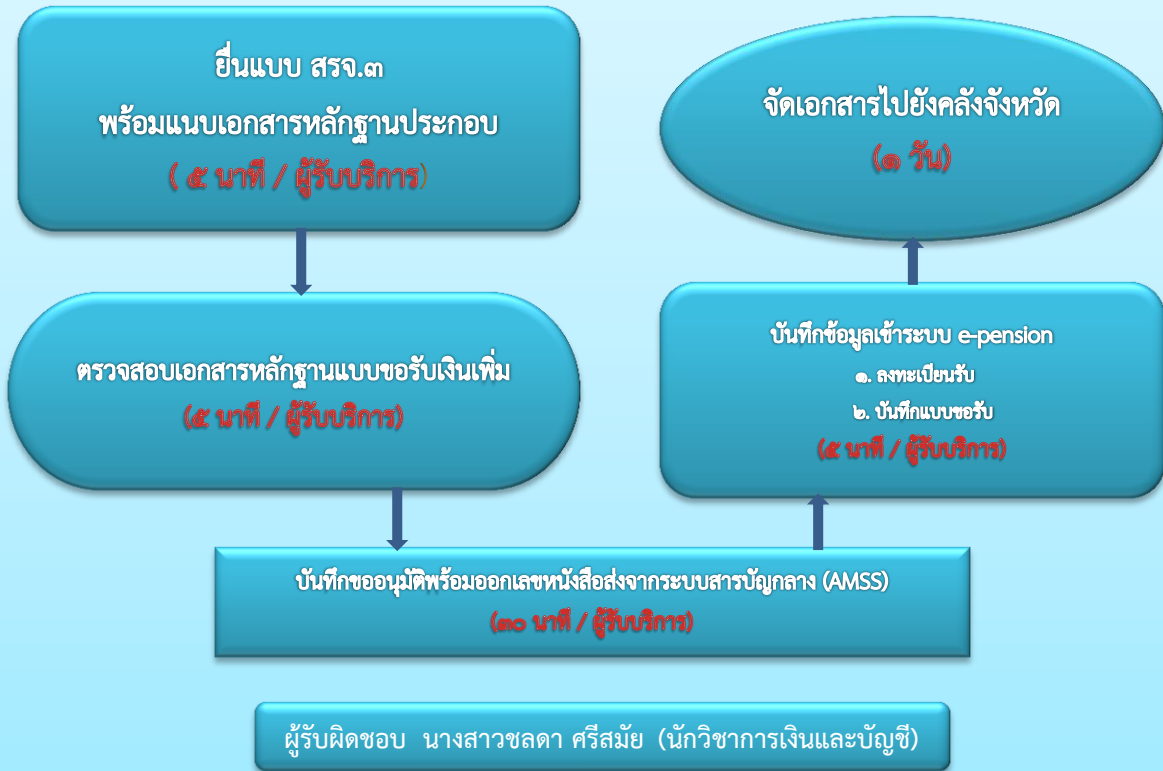 ยื่นแบบ สรจ.๓
พร้อมแนบเอกสารหลักฐานประกอบ
( ๕ นาที / ผู้รับบริการ)
ตรวจสอบเอกสารหลักฐานแบบขอรับเงินเพิ่ม
(๕ นาที / ผู้รับบริการ)
บันทึกขออนุมัติพร้อมออกเลขหนังสือส่งจากระบบสารบัญกลาง (AMSS)
(๓๐ นาที / ผู้รับบริการ)
บันทึกข้อมูลเข้าระบบ e-pension
๑. ลงทะเบียนรับ
๒. บันทึกแบบขอรับ
(๕ นาที / ผู้รับบริการ)
จัดเอกสารไปยังคลังจังหวัด
(๑ วัน)
ผู้รับผิดชอบ นางสาวชลดา ศรีสมัย (นักวิชาการเงินและบัญชี)